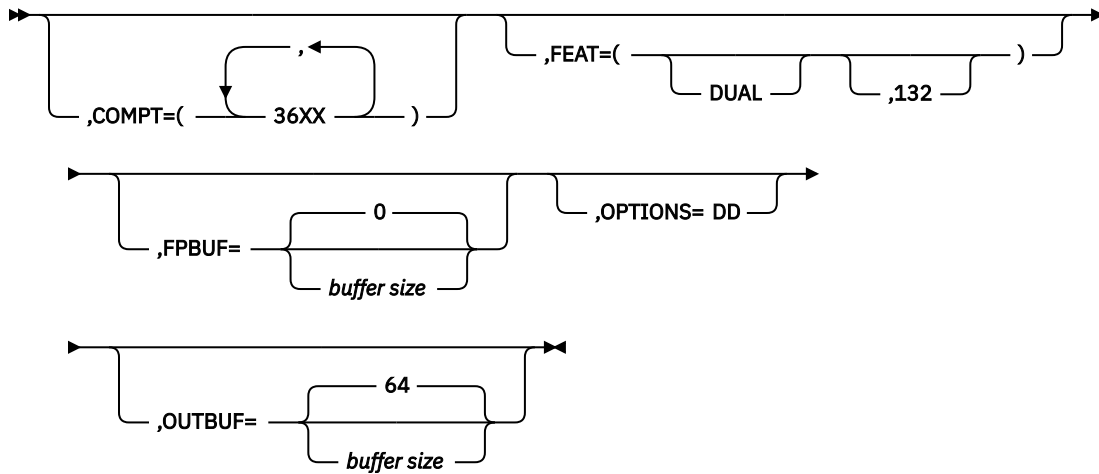 ,
,COMPT=( 36XX )
,FEAT=( )
DUAL ,132
0
,FPBUF=
buffer size
,OPTIONS= DD
64
,OUTBUF=
buffer size